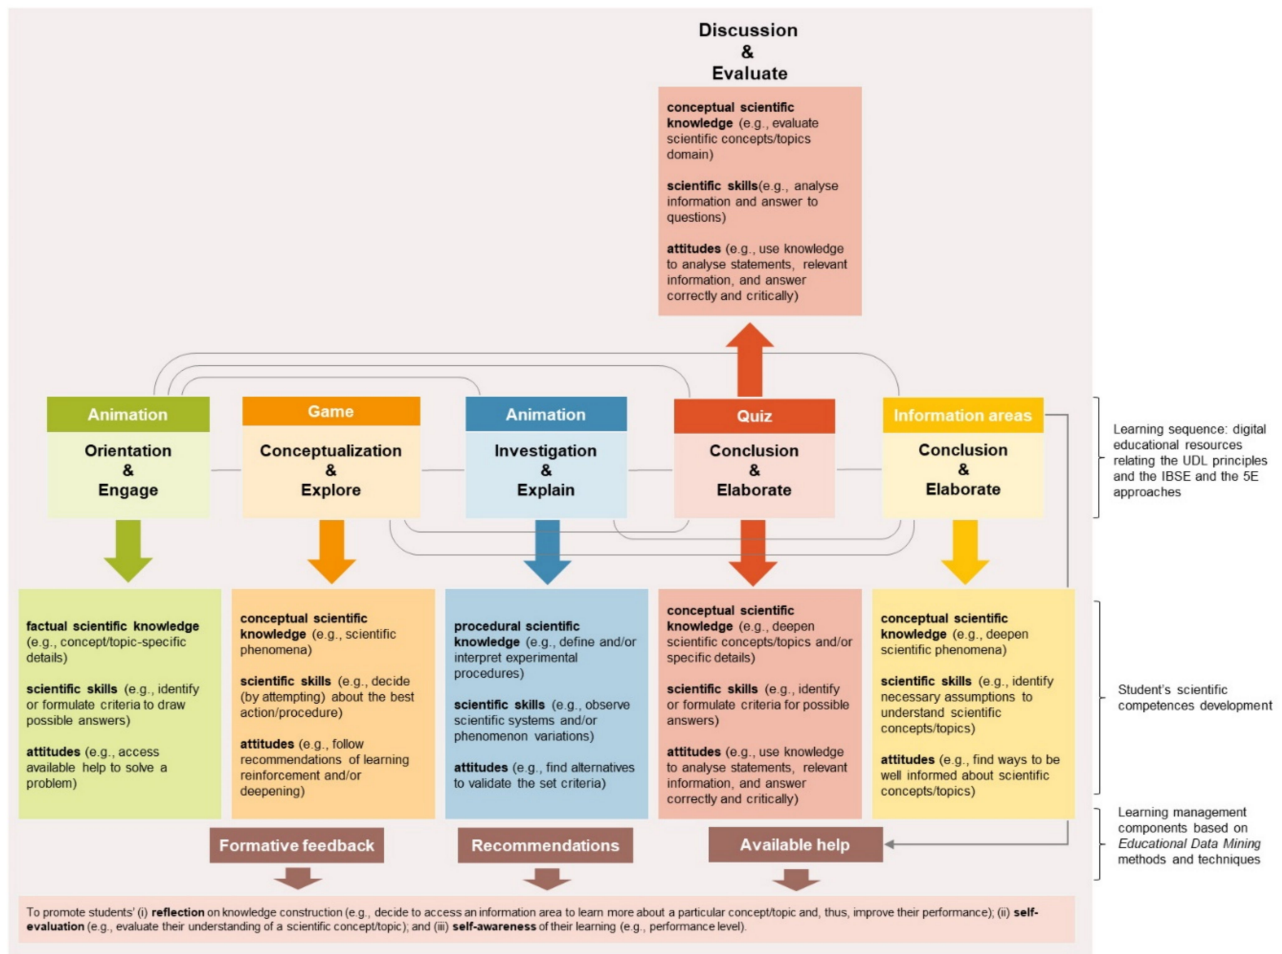 Discussion
&
Evaluate
conceptual scientific
knowledge (e.g., evaluate
scientific concepts/topics
domain)
scientific skills(e.g., analyse
information and answer to
questions)
attitudes (e.g., use knowledge
to analyse statements, relevant
information, and answer
correctly and critically)
Animation
Orientation
&
Engage
Game
Conceptualization
&
Explore
Animation
Investigation
&
Explain
Quiz
Conclusion
&
Elaborate
Information areas
Conclusion
&
Elaborate
Learning sequence: digital
educational resources
relating the UDL principles
and the IBSE and the 5E
approaches
factual scientific knowledge
(e.g., concept/topic-specific
details)
scientific skills (e.g., identify
or formulate criteria to draw
possible answers)
attitudes (e.g., access
available help to solve a
problem)
conceptual scientific
knowledge (e.g., scientific
phenomena)
scientific skills (e.g., decide
(by attempting) about the best
action/procedure)
attitudes (e.g., follow
recommendations of learning
reinforcement and/or
deepening)
procedural scientific
knowledge (e.g., define and/or
interpret experimental
procedures)
scientific skills (e.g., observe
scientific systems and/or
phenomenon variations)
attitudes (e.g., find alternatives
to validate the set criteria)
conceptual scientific
knowledge (e.g., deepen
scientific concepts/topics and/or
specific details)
scientific skills (e.g., identify
or formulate criteria for possible
answers)
attitudes (e.g., use knowledge
to analyse statements, relevant
information, and answer
correctly and critically)
conceptual scientific
knowledge (e.g., deepen
scientific phenomena)
scientific skills (e.g., identify
necessary assumptions to
understand scientific
concepts/topics)
attitudes (e.g., find ways to be
well informed about scientific
concepts/topics)
Student's scientific
competences development
Formative feedback
Recommendations
Available help
Learning management
components based on
Educational Data Mining
methods and techniques
To promote students' (i) reflection on knowledge construction (e.g., decide to access an information area to learn more about a particular concept/topic and, thus, improve their performance); (ii) self-
evaluation (e.g., evaluate their understanding of a scientific concept/topic); and (iii) self-awareness of their learning (e.g., performance level).